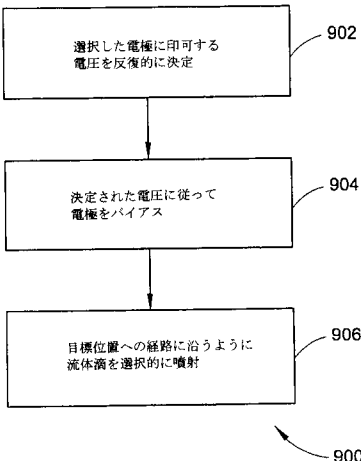 選択した電極に印可する
電圧を反復的に決定
902
決定された電圧に従って
電極をバイアス
904
目標位置への経路に沿うように
流体滴を選択的に噴射
906
900